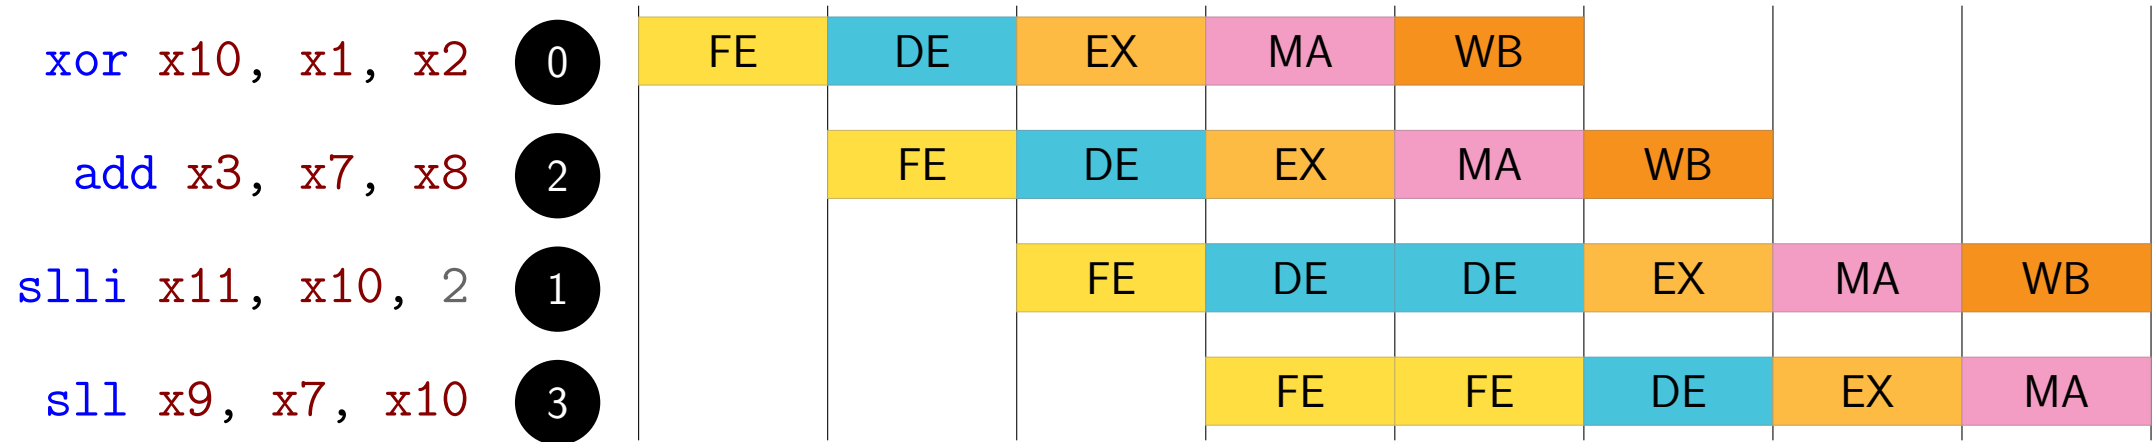 xor x10, x1, x2 0 FE DE EX MA WB
add x3, x7, x8 2 FE DE EX MA WB
slli x11, x10, 2 1 FE DE DE EX MA WB
sll x9, x7, x10 3 FE FE DE EX MA